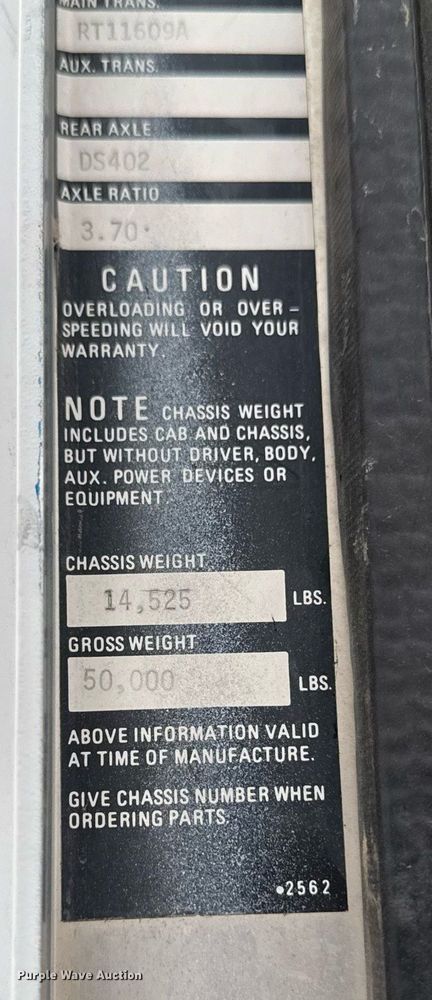 MAIN TRANS.
RT11609A
AUX. TRANS.
REAR AXLE
DS402
AXLE RATIO
3.70
CAUTION
OVERLOADING OR OVER-
SPEEDING WILL VOID YOUR
WARRANTY.
NOTE CHASSIS WEIGHT
INCLUDES CAB AND CHASSIS,
BUT WITHOUT DRIVER, BODY,
AUX. POWER DEVICES OR
EQUIPMENT.
CHASSIS WEIGHT
14,525 LBS.
GROSS WEIGHT
50,000 LBS.
ABOVE INFORMATION VALID
AT TIME OF MANUFACTURE.
GIVE CHASSIS NUMBER WHEN
ORDERING PARTS.
•2562
Purple Wave Auction